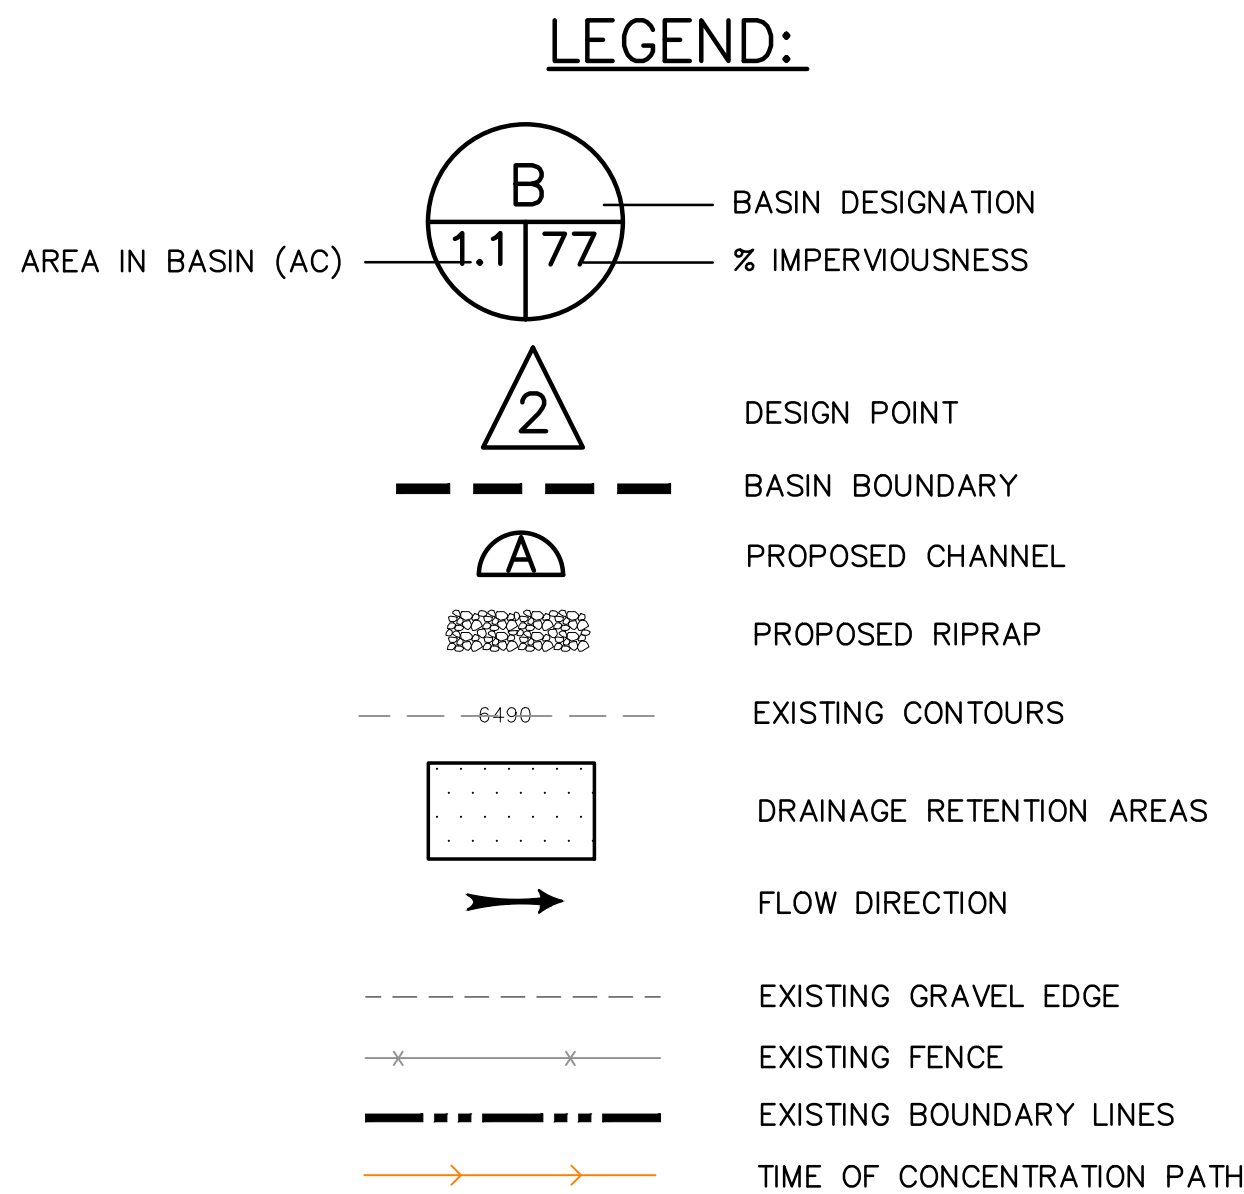 LEGEND:
B
BASIN DESIGNATION
AREA IN BASIN (AC)
1.1
77
% IMPERVIOUSNESS
2
DESIGN POINT
BASIN BOUNDARY
A
PROPOSED CHANNEL
PROPOSED RIPRAP
6490
EXISTING CONTOURS
DRAINAGE RETENTION AREAS
FLOW DIRECTION
EXISTING GRAVEL EDGE
EXISTING FENCE
EXISTING BOUNDARY LINES
TIME OF CONCENTRATION PATH